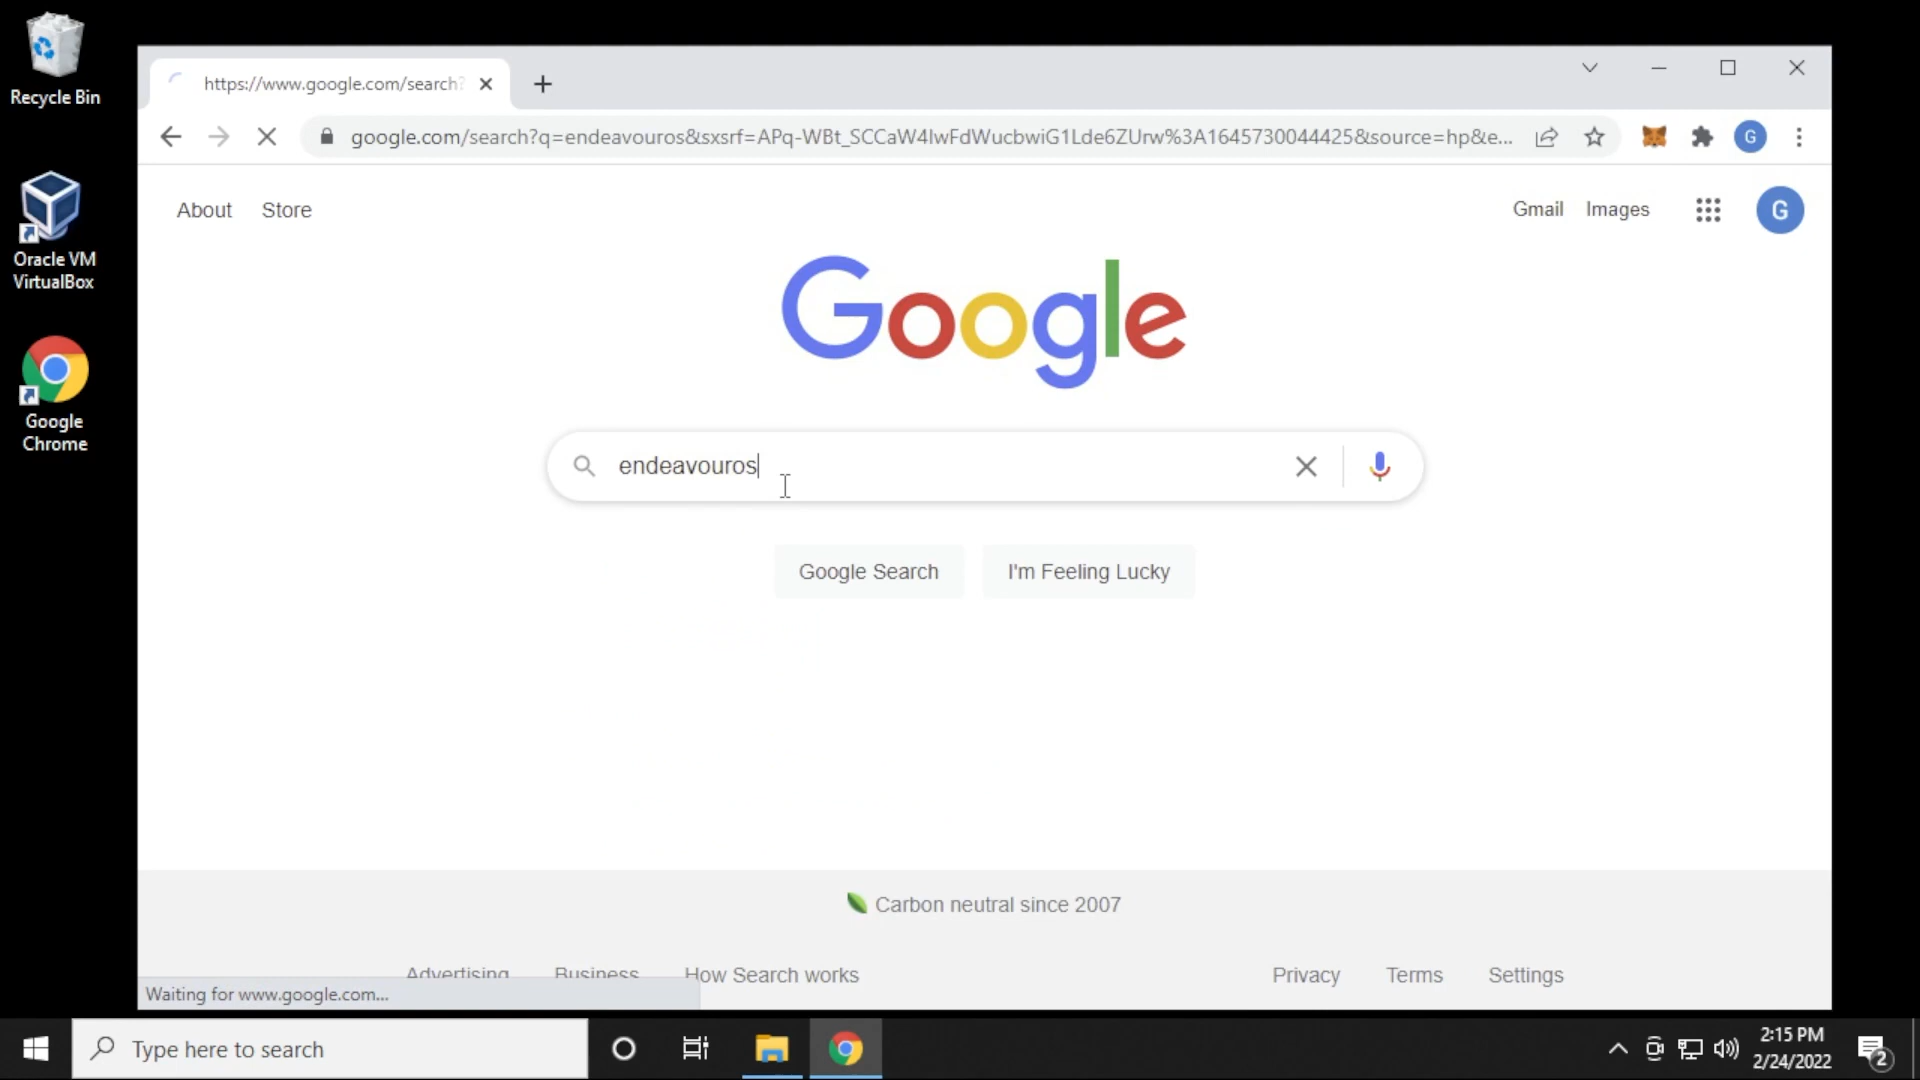 Recycle Bin
Oracle VM
VirtualBox
Google
Chrome
https://www.google.com/search?
google.com/search?q=endeavouros&sxsrf=APq-WBt_SCCaW4IwFdWucbwiG1Lde6ZUrw%3A1645730044425&source=hp&e...
G
About Store
Gmail Images
G
Google
endeavouros
Google Search I'm Feeling Lucky
Carbon neutral since 2007
Advertising Business How Search works Privacy Terms Settings
Waiting for www.google.com...
Type here to search
2:15 PM
2/24/2022
2